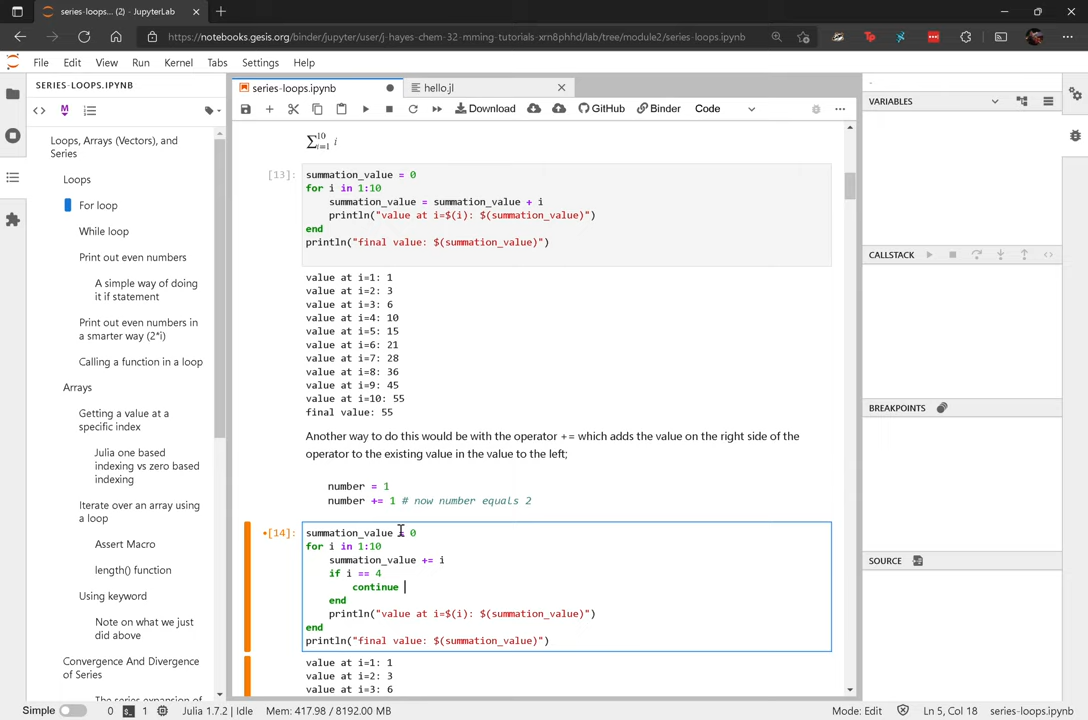 series-loops... (2) - JupyterLab
https://notebooks.gesis.org/binder/jupyter/user/j-hayes-chem-32-mming-tutorials-xrn8phhd/lab/tree/module2/series-loops.ipynb
File Edit View Run Kernel Tabs Settings Help
SERIES-LOOPS.IPYNB
Loops, Arrays (Vectors), and
Series
Loops
For loop
While loop
Print out even numbers
A simple way of doing
it if statement
Print out even numbers in
a smarter way (2*i)
Calling a function in a loop
Arrays
Getting a value at a
specific index
Julia one based
indexing vs zero based
indexing
Iterate over an array using
a loop
Assert Macro
length() function
Using keyword
Note on what we just
did above
Convergence And Divergence
of Series
The series expansion of
series-loops.ipynb
hello.jl
Download GitHub Binder Code
∑_{i=1}^{10} i
[13]:
summation_value = 0
for i in 1:10
summation_value = summation_value + i
println("value at i=$(i): $(summation_value)")
end
println("final value: $(summation_value)")
value at i=1: 1
value at i=2: 3
value at i=3: 6
value at i=4: 10
value at i=5: 15
value at i=6: 21
value at i=7: 28
value at i=8: 36
value at i=9: 45
value at i=10: 55
final value: 55
Another way to do this would be with the operator += which adds the value on the right side of the
operator to the existing value in the value to the left;
number = 1
number += 1 # now number equals 2
[14]:
summation_value = 0
for i in 1:10
summation_value += i
if i == 4
continue
end
println("value at i=$(i): $(summation_value)")
end
println("final value: $(summation_value)")
value at i=1: 1
value at i=2: 3
value at i=3: 6
VARIABLES
CALLSTACK
BREAKPOINTS
SOURCE
Simple 0 1 Julia 1.7.2 | Idle Mem: 417.98 / 8192.00 MB Mode: Edit Ln 5, Col 18 series-loops.ipynb